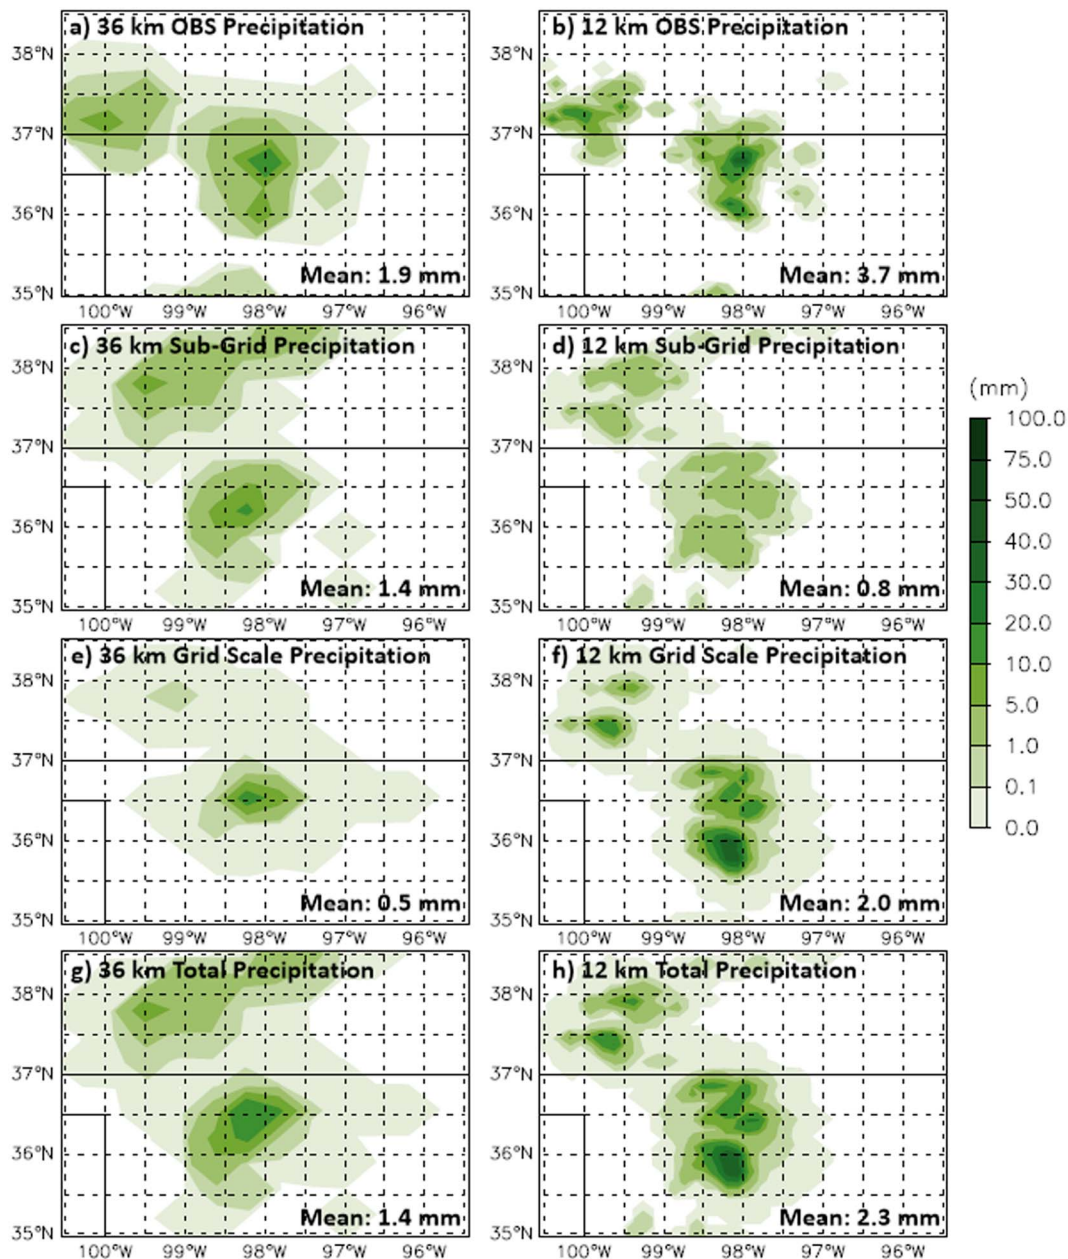 a) 36 km OBS Precipitation
38°N
37°N
36°N
35°N
Mean: 1.9 mm
100°W 99°W 98°W 97°W 96°W
b) 12 km OBS Precipitation
38°N
37°N
36°N
35°N
Mean: 3.7 mm
100°W 99°W 98°W 97°W 96°W
c) 36 km Sub-Grid Precipitation
38°N
37°N
36°N
35°N
Mean: 1.4 mm
100°W 99°W 98°W 97°W 96°W
d) 12 km Sub-Grid Precipitation
38°N
37°N
36°N
35°N
Mean: 0.8 mm
100°W 99°W 98°W 97°W 96°W
e) 36 km Grid Scale Precipitation
38°N
37°N
36°N
35°N
Mean: 0.5 mm
100°W 99°W 98°W 97°W 96°W
f) 12 km Grid Scale Precipitation
38°N
37°N
36°N
35°N
Mean: 2.0 mm
100°W 99°W 98°W 97°W 96°W
g) 36 km Total Precipitation
38°N
37°N
36°N
35°N
Mean: 1.4 mm
100°W 99°W 98°W 97°W 96°W
h) 12 km Total Precipitation
38°N
37°N
36°N
35°N
Mean: 2.3 mm
100°W 99°W 98°W 97°W 96°W
(mm)
100.0
75.0
50.0
40.0
30.0
20.0
10.0
5.0
1.0
0.1
0.0